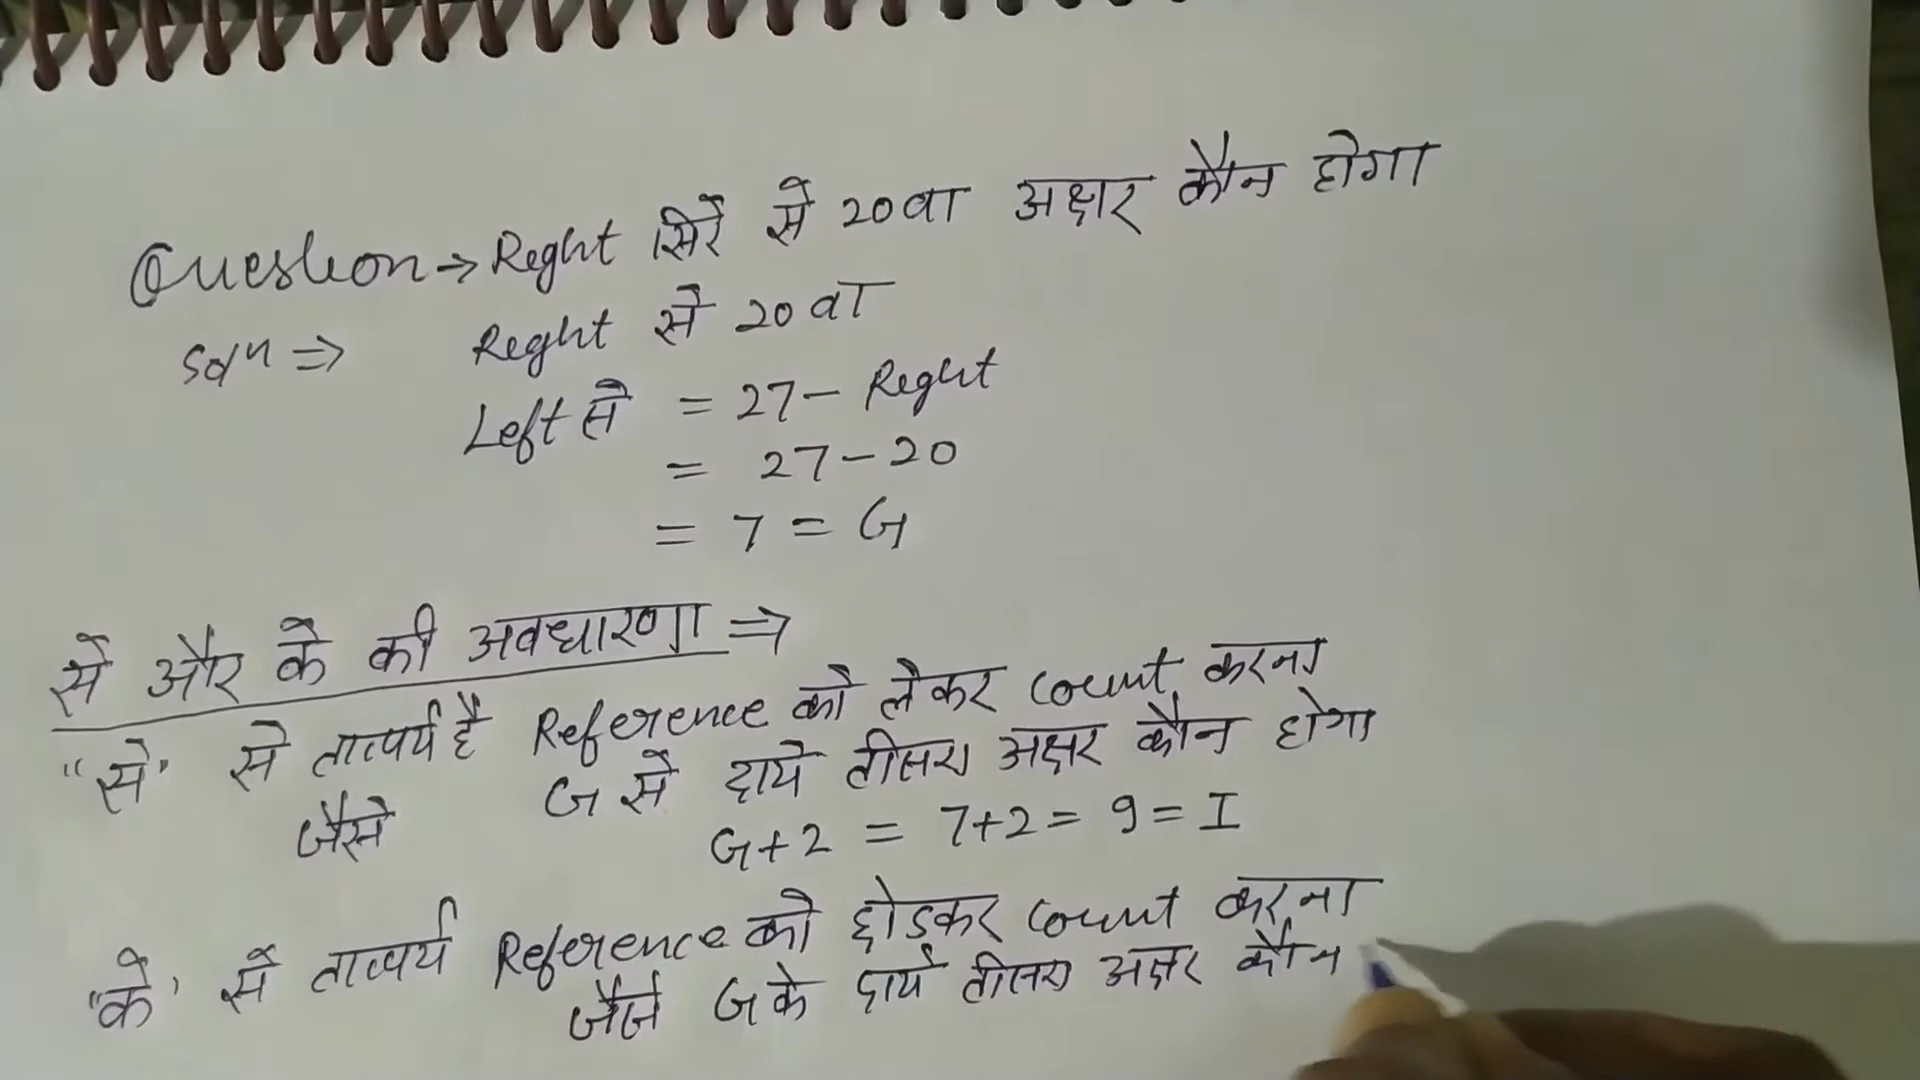 Question → Right सिरे से 20वा अक्षर कौन होगा
Soln ⇒ Right से 20वा
Left से = 27 - Right
= 27 - 20
= 7 = G
से और के की अवधारणा ⇒
"से" से तात्पर्य है Reference को लेकर count करना
जैसे G से दाये तीसरा अक्षर कौन होगा
G+2 = 7+2 = 9 = I
"के" से तात्पर्य Reference को छोडकर count करना
जैसे G के दाये तीसरा अक्षर कौन